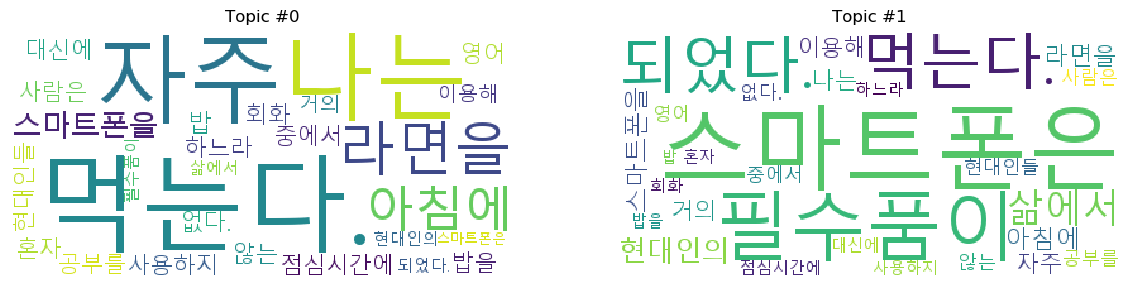 Topic #0
대신에
자주
나는
영어
사람은
이용해
스마트폰을
밥
회화
거의
중에서
라면을
하느라
삶에서
현대인들
필수품이
먹는다.
아침에
없다.
혼자
공부를
사용하지
않는
현대인의
스마트폰은
점심시간에
되었다.
밥을
Topic #1
되었다.
이용해
먹는다.
라면을
나는
사람은
없다.
하느라
스마트폰을
영어
스마트폰은
밥
혼자
중에서
현대인들
회화
밥을
거의
필수품이
삶에서
현대인의
대신에
아침에
점심시간에
사용하지
않는
자주
공부를